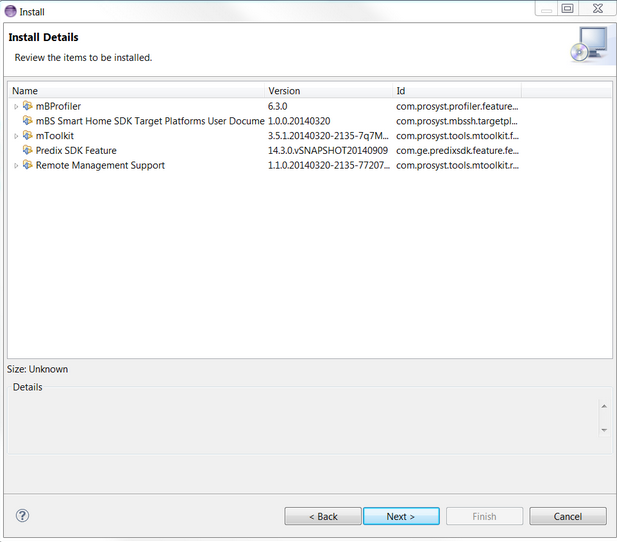 Install
Install Details
Review the items to be installed.
Name Version Id
mBProfiler 6.3.0 com.prosyst.profiler.feature...
mBS Smart Home SDK Target Platforms User Docume 1.0.0.20140320 com.prosyst.mbssh.targetpl...
mToolkit 3.5.1.20140320-2135-7q7M... com.prosyst.tools.mtoolkit.f...
Predix SDK Feature 14.3.0.vSNAPSHOT20140909 com.ge.predixsdk.feature.fe...
Remote Management Support 1.1.0.20140320-2135-77207... com.prosyst.tools.mtoolkit.r...
Size: Unknown
Details
? < Back Next > Finish Cancel